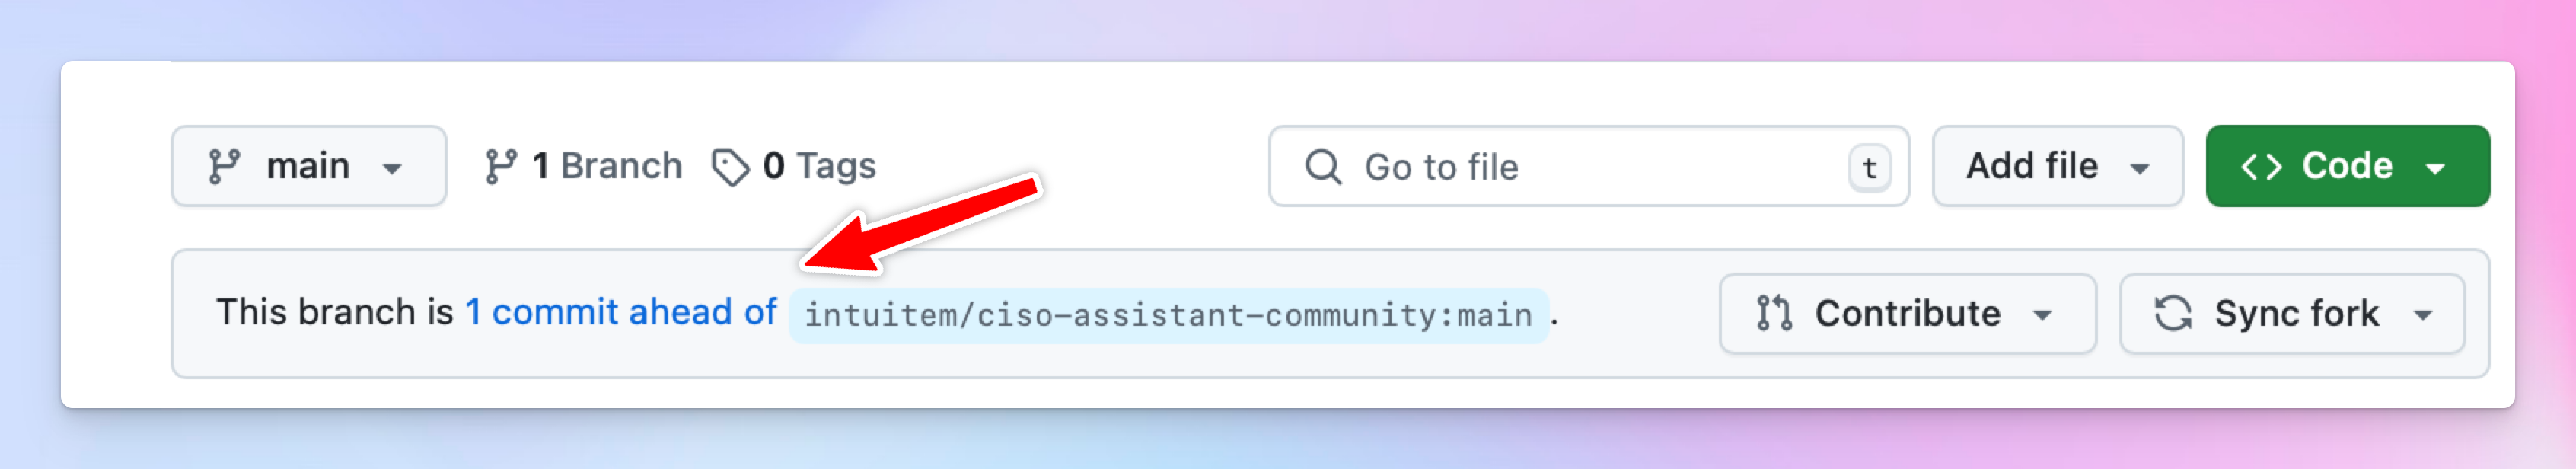 main 1 Branch 0 Tags Go to file t Add file <> Code
This branch is 1 commit ahead of intuitem/ciso-assistant-community:main. Contribute Sync fork